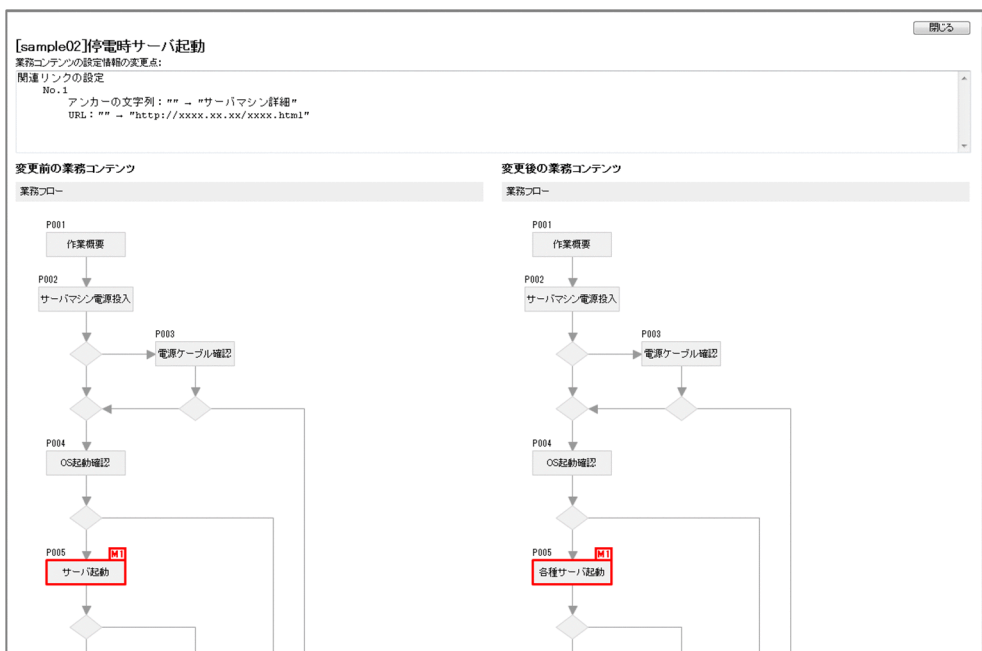 閉じる
[sample02]停電時サーバ起動
業務コンテンツの設定情報の変更点:
関連リンクの設定
No.1
アンカーの文字列："" → "サーバマシン詳細"
URL："" → "http://xxxx.xx.xx/xxxx.html"
変更前の業務コンテンツ
業務フロー
P001
作業概要
P002
サーバマシン電源投入
P003
電源ケーブル確認
P004
OS起動確認
P005
M1
サーバ起動
変更後の業務コンテンツ
業務フロー
P001
作業概要
P002
サーバマシン電源投入
P003
電源ケーブル確認
P004
OS起動確認
P005
M1
各種サーバ起動